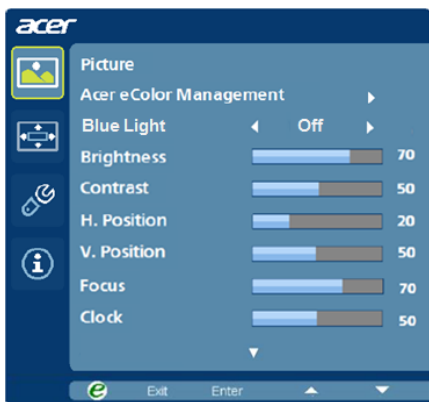 acer
Picture
Acer eColor Management
Blue Light Off
Brightness 70
Contrast 50
H. Position 20
V. Position 50
Focus 70
Clock 50
e Exit Enter